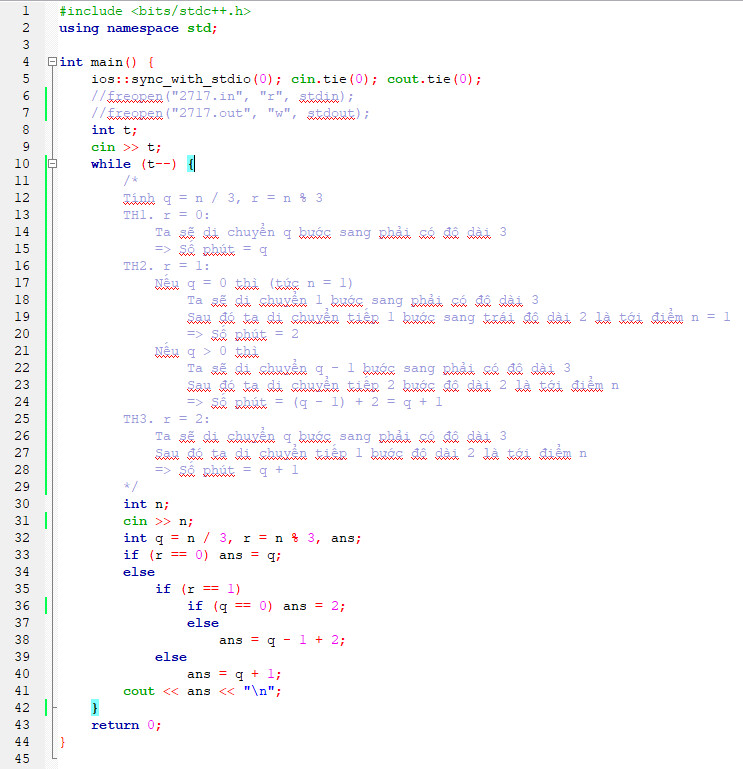 1 #include <bits/stdc++.h>
2 using namespace std;
3
4 int main() {
5 ios::sync_with_stdio(0); cin.tie(0); cout.tie(0);
6 //freopen("2717.in", "r", stdin);
7 //freopen("2717.out", "w", stdout);
8 int t;
9 cin >> t;
10 while (t--) {
11 /*
12 Tính q = n / 3, r = n % 3
13 TH1. r = 0:
14 Ta sẽ di chuyển q bước sang phải có độ dài 3
15 => Số phút = q
16 TH2. r = 1:
17 Nếu q = 0 thì (tức n = 1)
18 Ta sẽ di chuyển 1 bước sang phải có độ dài 3
19 Sau đó ta di chuyển tiếp 1 bước sang trái độ dài 2 là tới điểm n = 1
20 => Số phút = 2
21 Nếu q > 0 thì
22 Ta sẽ di chuyển q - 1 bước sang phải có độ dài 3
23 Sau đó ta di chuyển tiếp 2 bước độ dài 2 là tới điểm n
24 => Số phút = (q - 1) + 2 = q + 1
25 TH3. r = 2:
26 Ta sẽ di chuyển q bước sang phải có độ dài 3
27 Sau đó ta di chuyển tiếp 1 bước độ dài 2 là tới điểm n
28 => Số phút = q + 1
29 */
30 int n;
31 cin >> n;
32 int q = n / 3, r = n % 3, ans;
33 if (r == 0) ans = q;
34 else
35 if (r == 1)
36 if (q == 0) ans = 2;
37 else
38 ans = q - 1 + 2;
39 else
40 ans = q + 1;
41 cout << ans << "\n";
42 }
43 return 0;
44 }
45